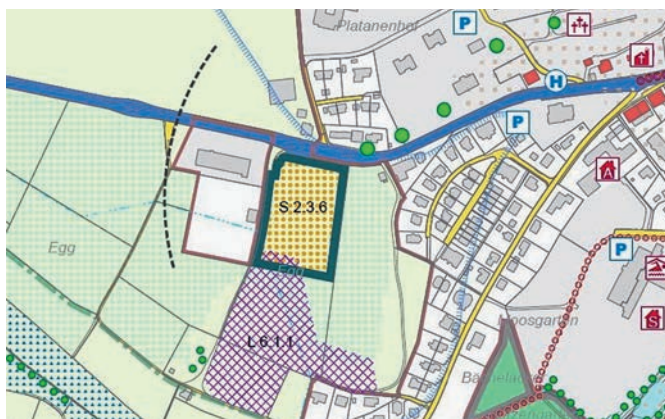 Platanenhof
P
H
P
A
S 2.3.6
Egg
Egg
P
L 6.1.1
Moosgarten
S